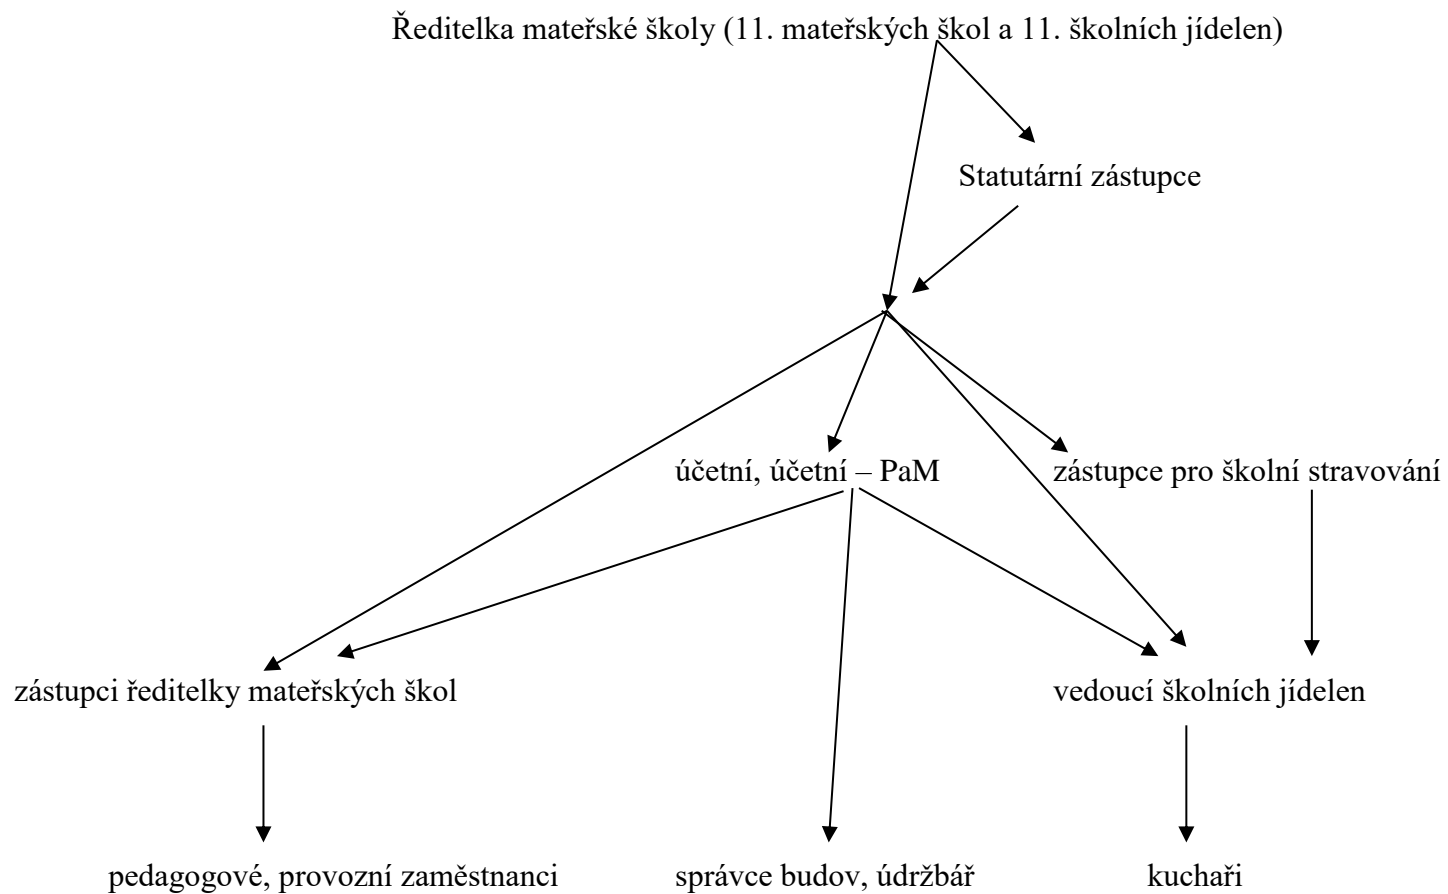 Ředitelka mateřské školy (11. mateřských škol a 11. školních jídelen)
Statutární zástupce
účetní, účetní – PaM
zástupce pro školní stravování
zástupci ředitelky mateřských škol
vedoucí školních jídelen
pedagogové, provozní zaměstnanci
správce budov, údržbář
kuchaři